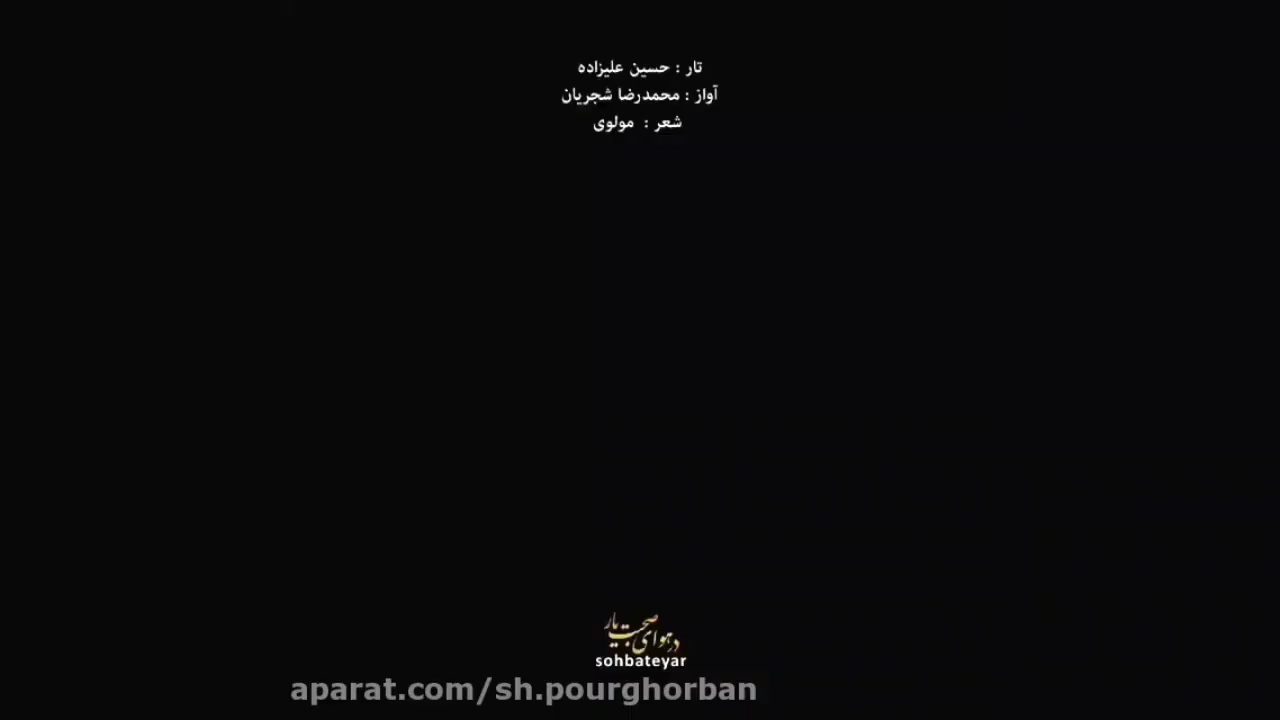 تار : حسین علیزاده
آواز : محمدرضا شجریان
شعر : مولوی
در هوای صحبت یار
sohbateyar
aparat.com/sh.pourghorban